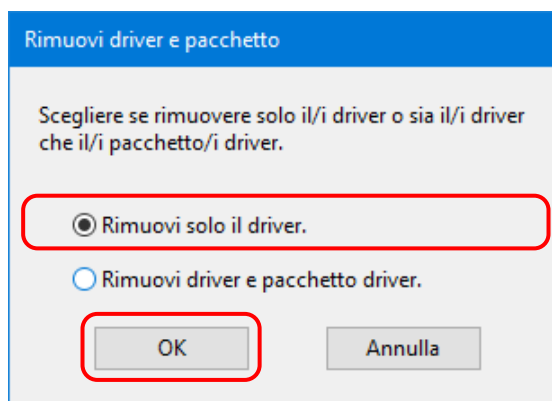 Rimuovi driver e pacchetto
Scegliere se rimuovere solo il/i driver o sia il/i driver
che il/i pacchetto/i driver.
Rimuovi solo il driver.
Rimuovi driver e pacchetto driver.
OK Annulla